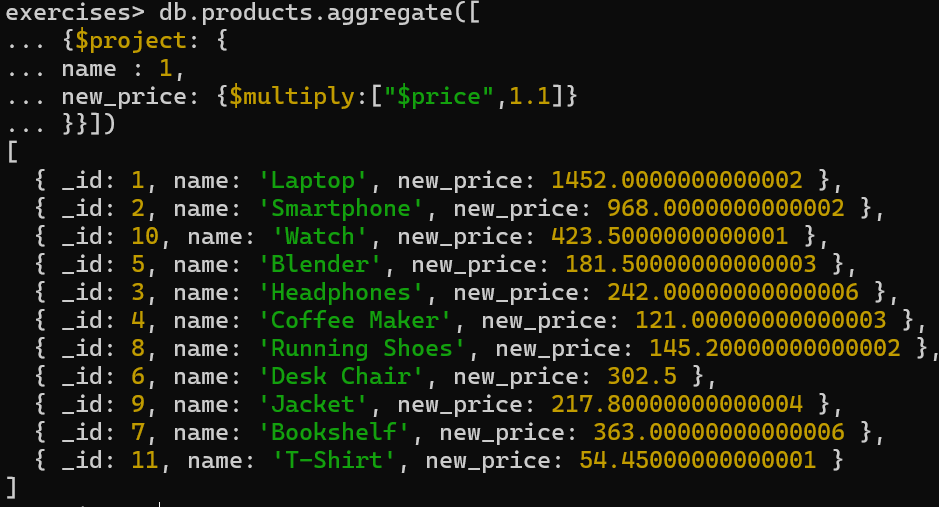 exercises> db.products.aggregate([
... {$project: {
... name : 1,
... new_price: {$multiply:["$price",1.1]}
... }}])
[
  { _id: 1, name: 'Laptop', new_price: 1452.0000000000002 },
  { _id: 2, name: 'Smartphone', new_price: 968.0000000000002 },
  { _id: 10, name: 'Watch', new_price: 423.5000000000001 },
  { _id: 5, name: 'Blender', new_price: 181.50000000000003 },
  { _id: 3, name: 'Headphones', new_price: 242.00000000000006 },
  { _id: 4, name: 'Coffee Maker', new_price: 121.00000000000003 },
  { _id: 8, name: 'Running Shoes', new_price: 145.20000000000002 },
  { _id: 6, name: 'Desk Chair', new_price: 302.5 },
  { _id: 9, name: 'Jacket', new_price: 217.80000000000004 },
  { _id: 7, name: 'Bookshelf', new_price: 363.00000000000006 },
  { _id: 11, name: 'T-Shirt', new_price: 54.45000000000001 }
]